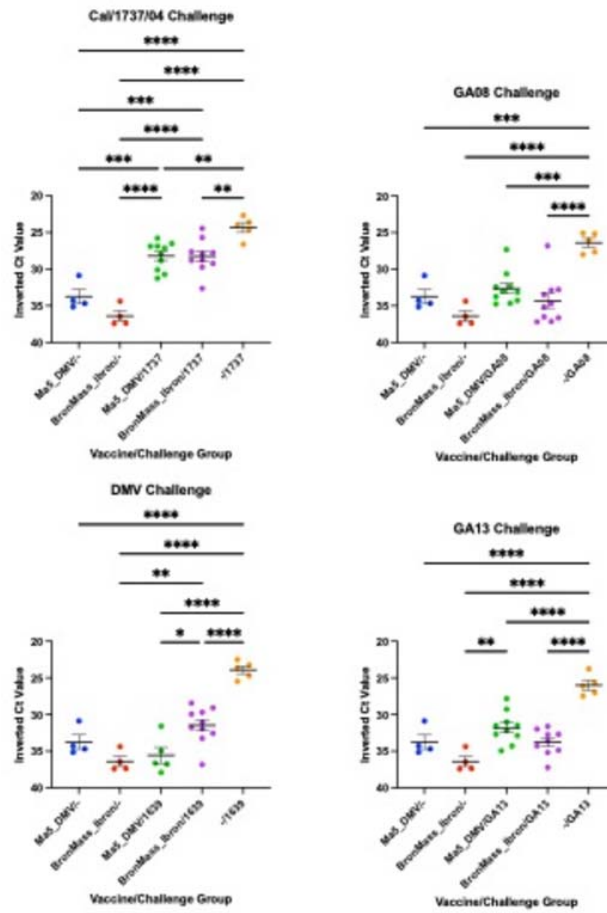 Cal/1737/04 Challenge
****
****
***
****
*** **
**** **
20
25
30
35
40
Inverted Ct Value
Ma5_DMV/-
BronMass_Ibron/-
Ma5_DMV/1737
BronMass_Ibron/1737
-/1737
Vaccine/Challenge Group
GA08 Challenge
***
****
***
****
20
25
30
35
40
Inverted Ct Value
Ma5_DMV/-
BronMass_Ibron/-
Ma5_DMV/GA08
BronMass_Ibron/GA08
-/GA08
Vaccine/Challenge Group
DMV Challenge
****
****
**
****
* ****
20
25
30
35
40
Inverted Ct Value
Ma5_DMV/-
BronMass_Ibron/-
Ma5_DMV/1639
BronMass_Ibron/1639
-/1639
Vaccine/Challenge Group
GA13 Challenge
****
****
****
** ****
20
25
30
35
40
Inverted Ct Value
Ma5_DMV/-
BronMass_Ibron/-
Ma5_DMV/GA13
BronMass_Ibron/GA13
-/GA13
Vaccine/Challenge Group